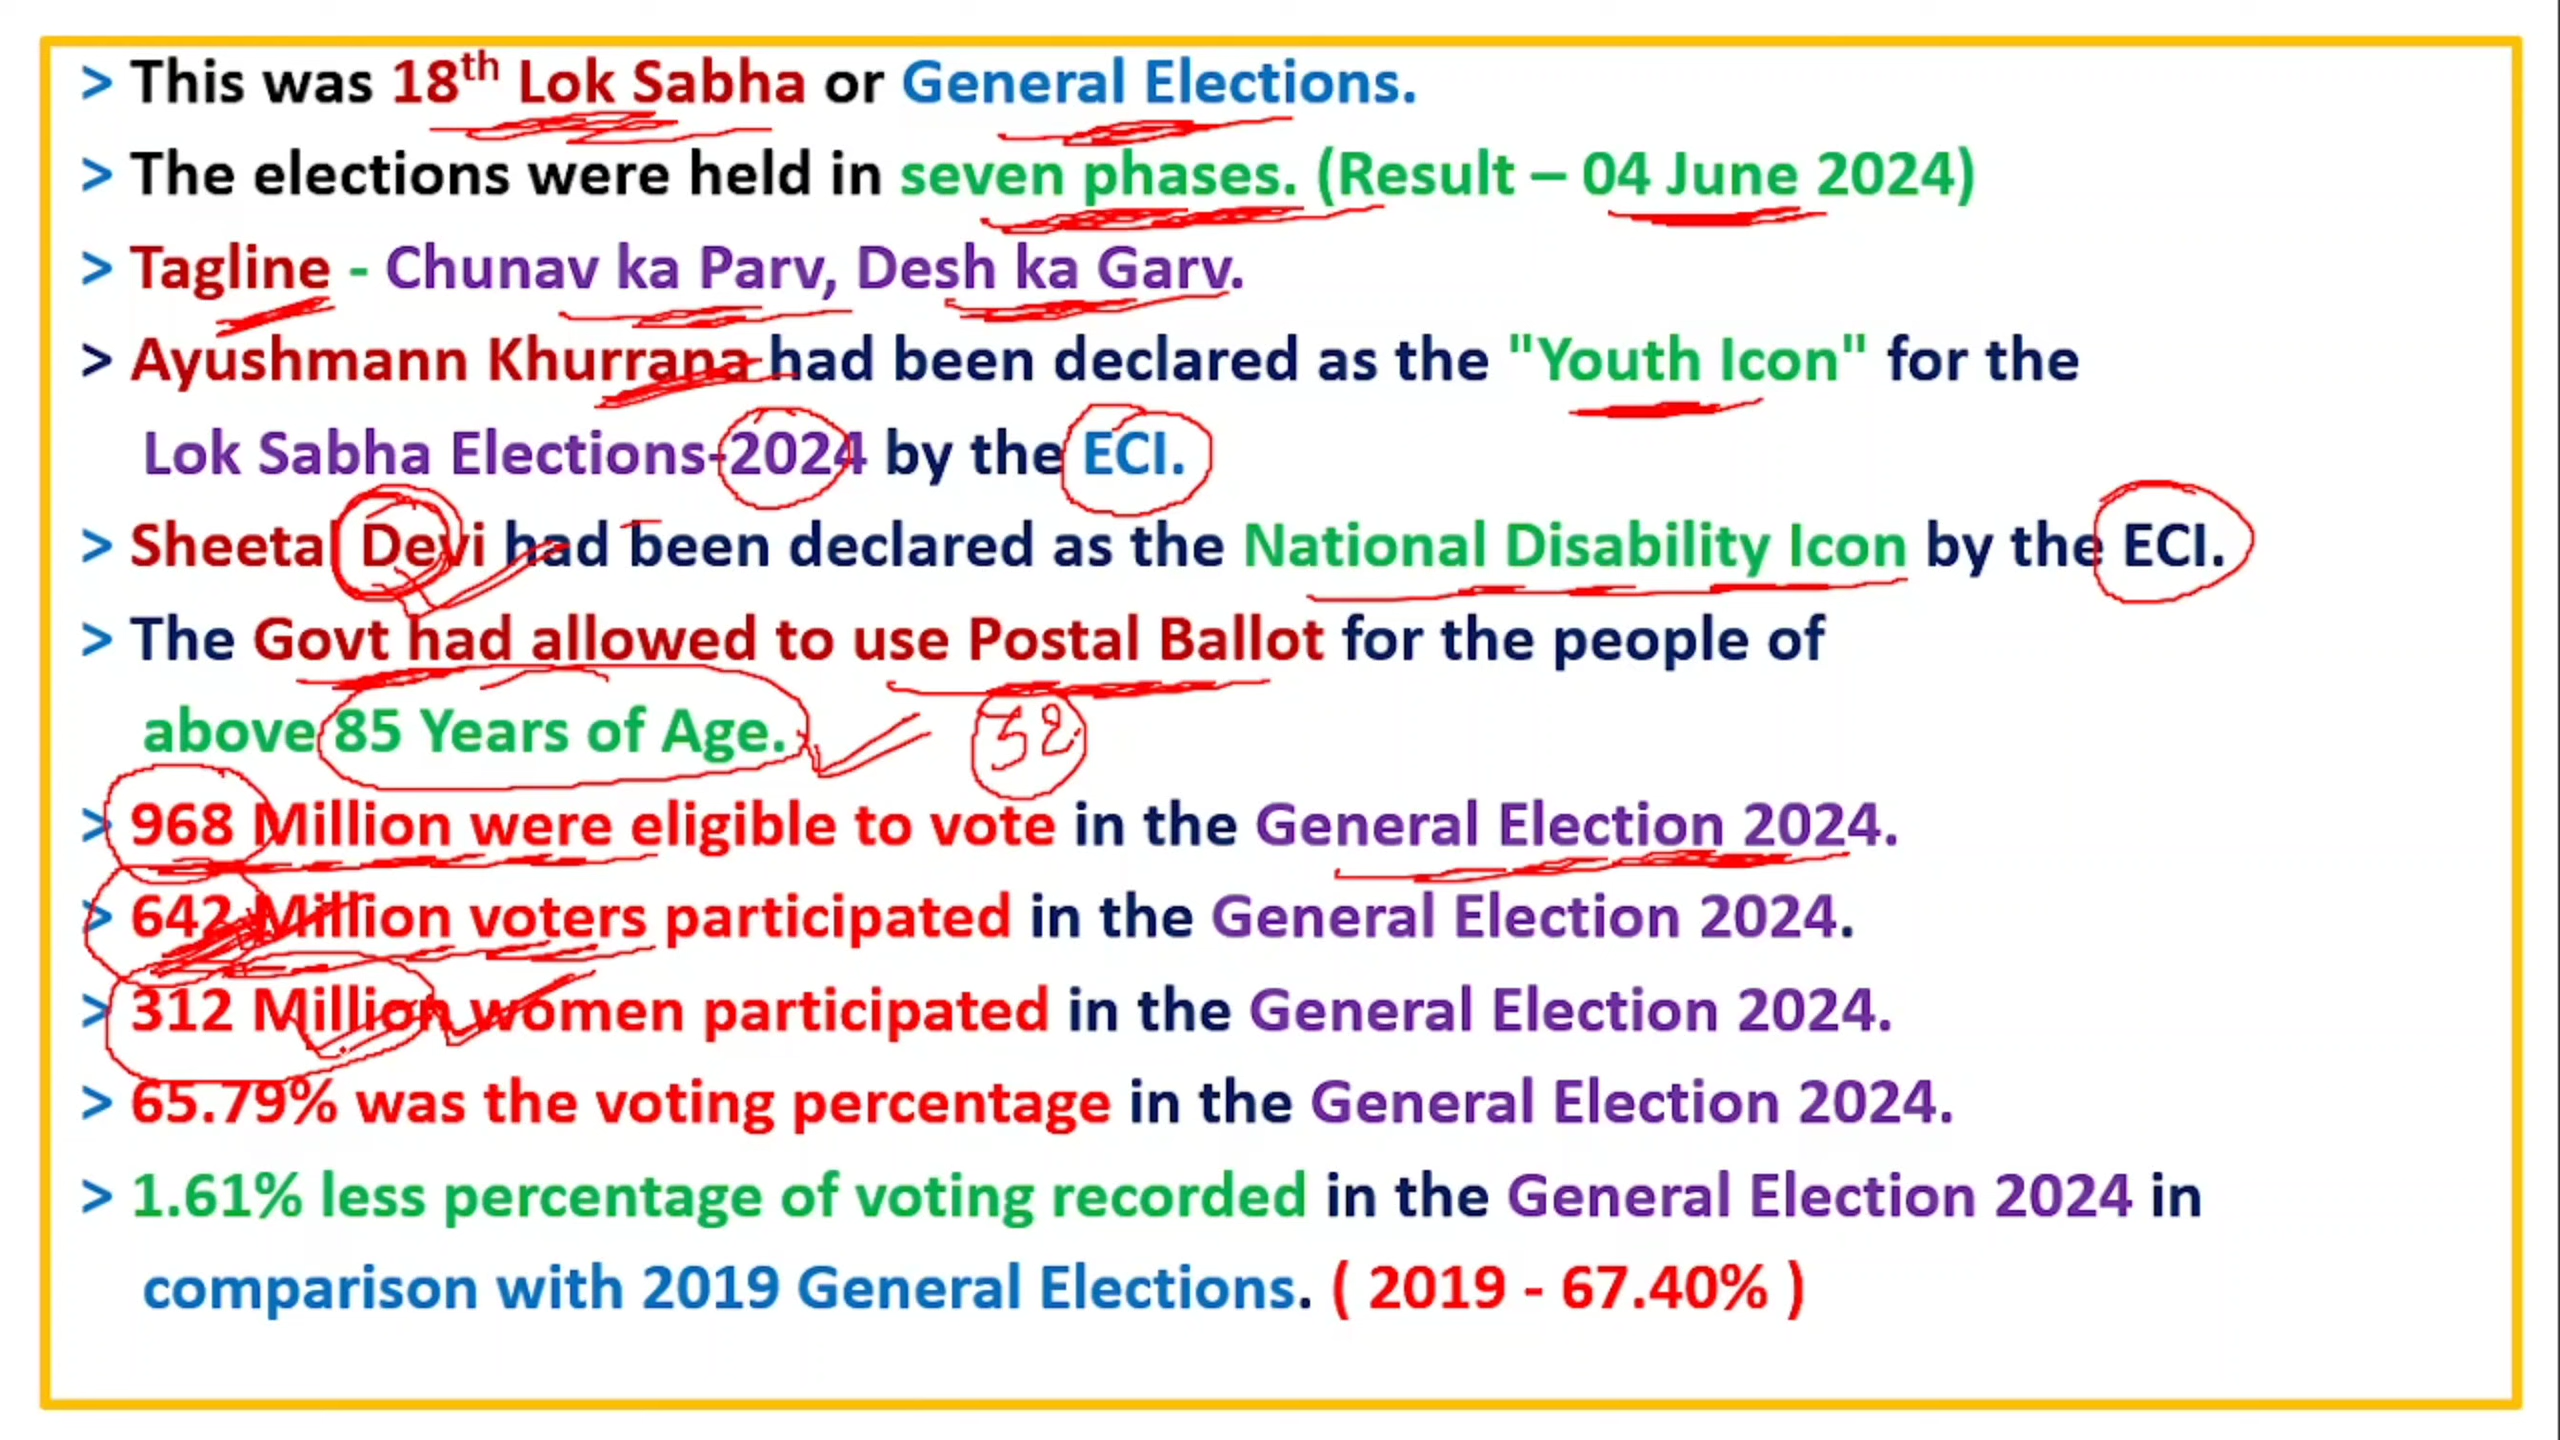 > This was 18th Lok Sabha or General Elections.
> The elections were held in seven phases. (Result – 04 June 2024)
> Tagline - Chunav ka Parv, Desh ka Garv.
> Ayushmann Khurrana had been declared as the "Youth Icon" for the
Lok Sabha Elections-2024 by the ECI.
> Sheetal Devi had been declared as the National Disability Icon by the ECI.
> The Govt had allowed to use Postal Ballot for the people of
above 85 Years of Age.
> 968 Million were eligible to vote in the General Election 2024.
> 642 Million voters participated in the General Election 2024.
> 312 Million women participated in the General Election 2024.
> 65.79% was the voting percentage in the General Election 2024.
> 1.61% less percentage of voting recorded in the General Election 2024 in
comparison with 2019 General Elections. ( 2019 - 67.40% )